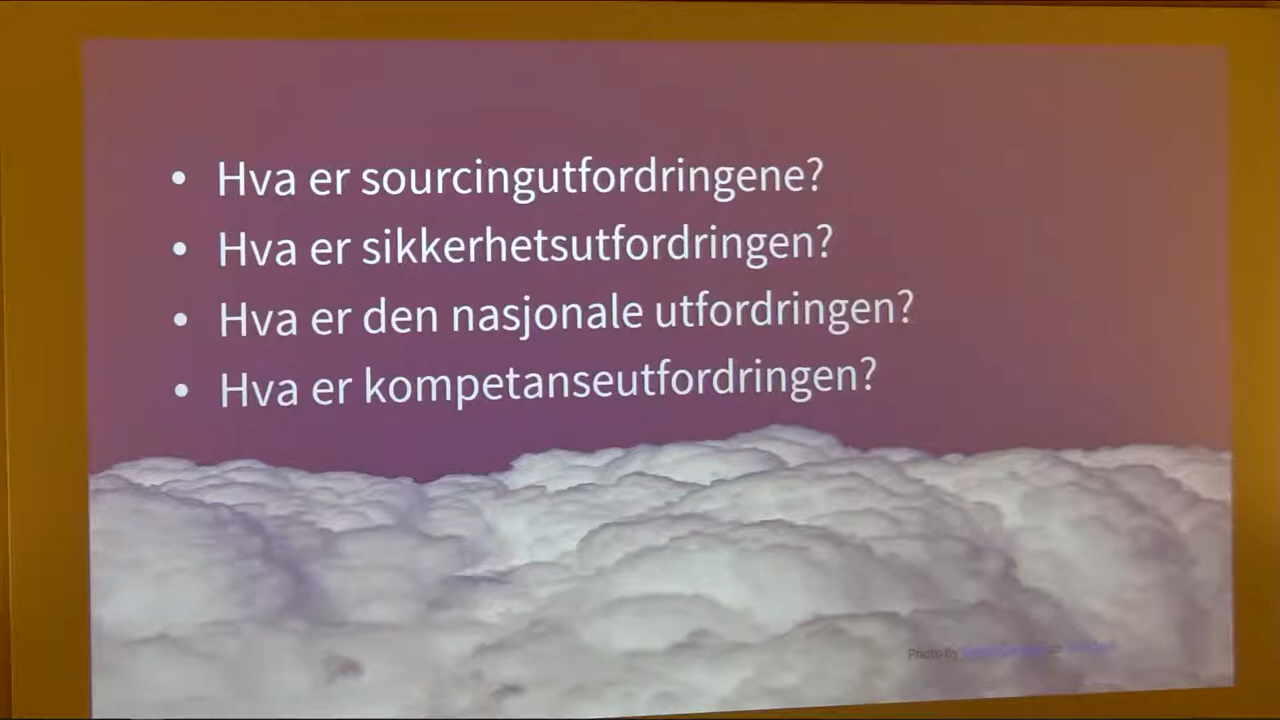 • Hva er sourcingutfordringene?
• Hva er sikkerhetsutfordringen?
• Hva er den nasjonale utfordringen?
• Hva er kompetanseutfordringen?
Photo by